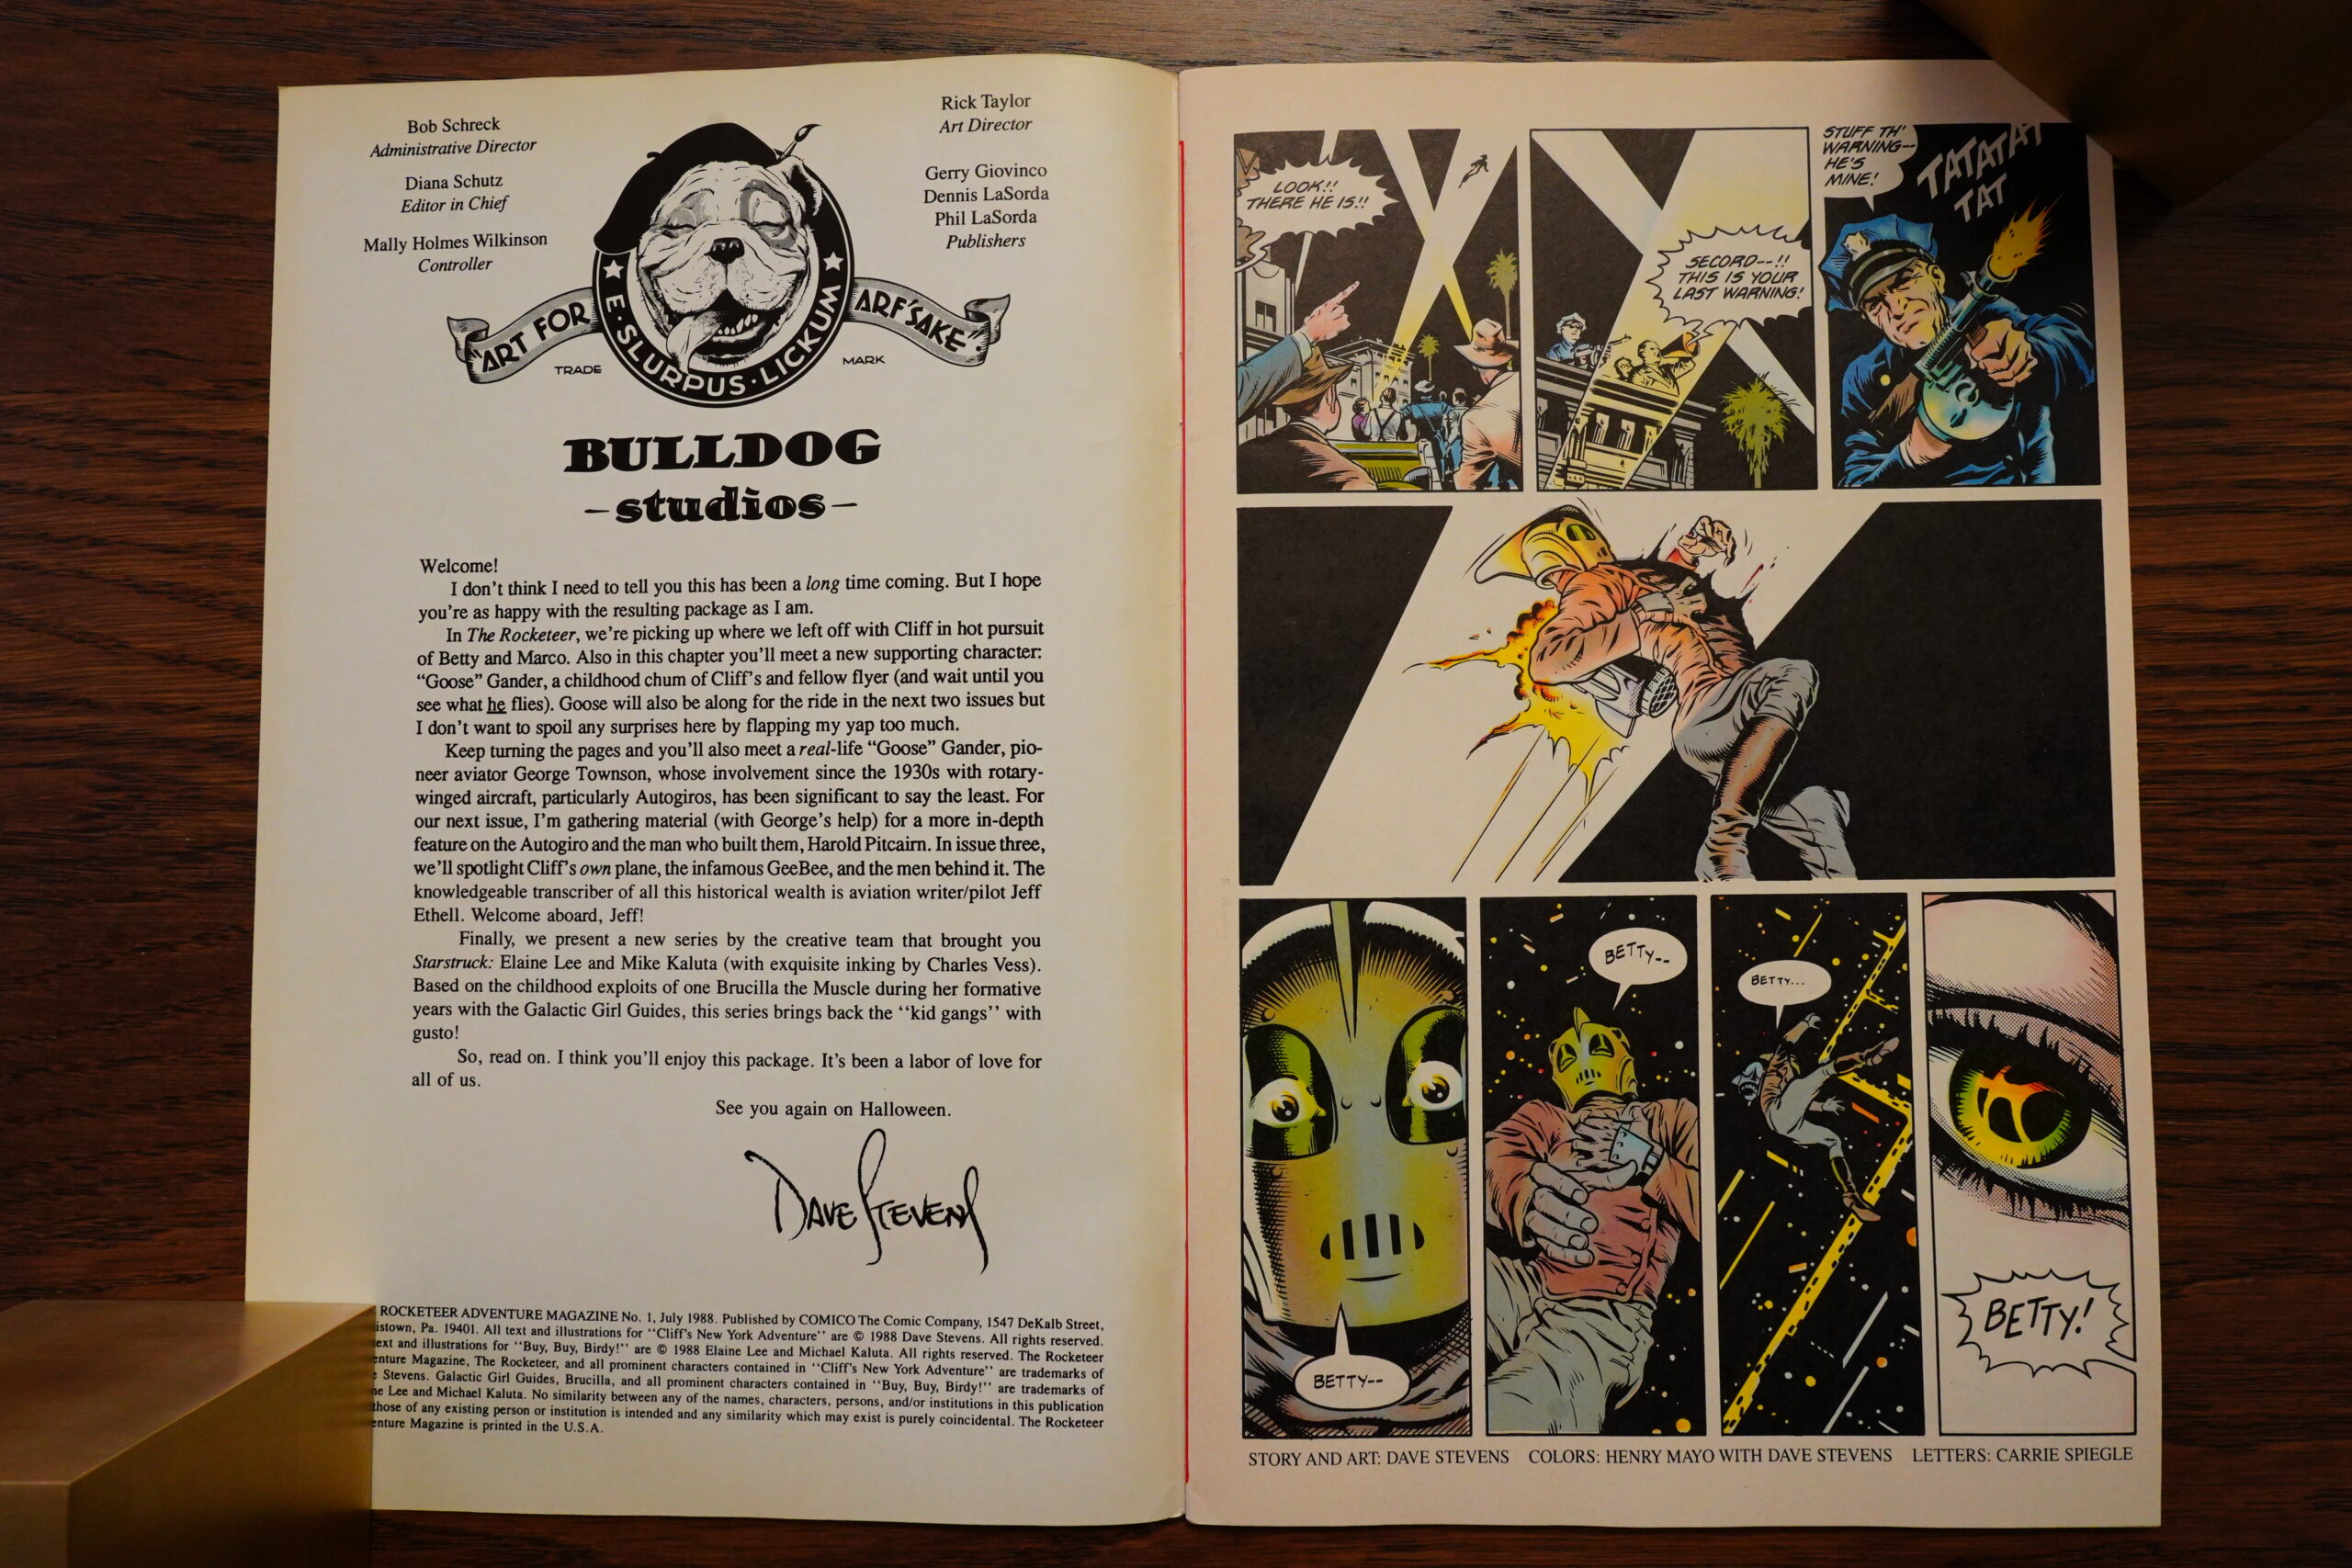 Bob Schreck
Administrative Director
Diana Schutz
Editor in Chief
Mally Holmes Wilkinson
Controller
Rick Taylor
Art Director
Gerry Giovinco
Dennis LaSorda
Phil LaSorda
Publishers
"ART FOR
ARF'SAKE".
E·SLURPUS·LICKUM
TRADE
MARK
BULLDOG
-studios-
Welcome!
I don't think I need to tell you this has been a long time coming. But I hope
you're as happy with the resulting package as I am.
In The Rocketeer, we're picking up where we left off with Cliff in hot pursuit
of Betty and Marco. Also in this chapter you'll meet a new supporting character:
"Goose" Gander, a childhood chum of Cliff's and fellow flyer (and wait until you
see what he flies). Goose will also be along for the ride in the next two issues but
I don't want to spoil any surprises here by flapping my yap too much.
Keep turning the pages and you'll also meet a real-life "Goose" Gander, pio-
neer aviator George Townson, whose involvement since the 1930s with rotary-
winged aircraft, particularly Autogiros, has been significant to say the least. For
our next issue, I'm gathering material (with George's help) for a more in-depth
feature on the Autogiro and the man who built them, Harold Pitcairn. In issue three,
we'll spotlight Cliff's own plane, the infamous GeeBee, and the men behind it. The
knowledgeable transcriber of all this historical wealth is aviation writer/pilot Jeff
Ethell. Welcome aboard, Jeff!
Finally, we present a new series by the creative team that brought you
Starstruck: Elaine Lee and Mike Kaluta (with exquisite inking by Charles Vess).
Based on the childhood exploits of one Brucilla the Muscle during her formative
years with the Galactic Girl Guides, this series brings back the "kid gangs" with
gusto!
So, read on. I think you'll enjoy this package. It's been a labor of love for
all of us.
See you again on Halloween.
DAVE STEVENS
ROCKETEER ADVENTURE MAGAZINE No. 1, July 1988. Published by COMICO The Comic Company, 1547 DeKalb Street,
istown, Pa. 19401. All text and illustrations for "Cliff's New York Adventure" are © 1988 Dave Stevens. All rights reserved.
ext and illustrations for "Buy, Buy, Birdy!" are © 1988 Elaine Lee and Michael Kaluta. All rights reserved. The Rocketeer
enture Magazine, The Rocketeer, and all prominent characters contained in "Cliff's New York Adventure" are trademarks of
e Stevens. Galactic Girl Guides, Brucilla, and all prominent characters contained in "Buy, Buy, Birdy!" are trademarks of
ne Lee and Michael Kaluta. No similarity between any of the names, characters, persons, and/or institutions in this publication
those of any existing person or institution is intended and any similarity which may exist is purely coincidental. The Rocketeer
enture Magazine is printed in the U.S.A.
LOOK!!
THERE HE IS!!
SECORD--!!
THIS IS YOUR
LAST WARNING!
STUFF TH'
WARNING--
HE'S
MINE!
TATATAT
TAT
BETTY--
BETTY--
BETTY...
BETTY!
STORY AND ART: DAVE STEVENS COLORS: HENRY MAYO WITH DAVE STEVENS LETTERS: CARRIE SPIEGLE